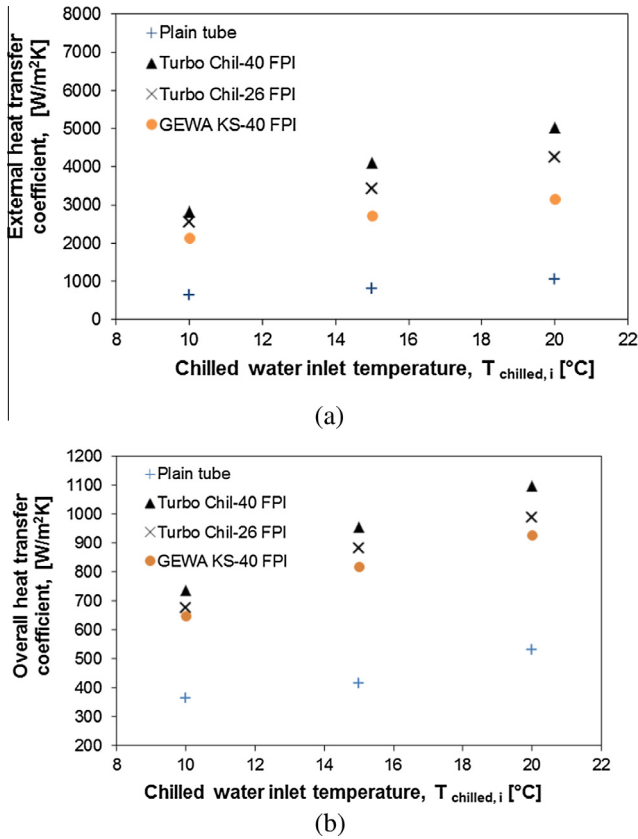 External heat transfer
coefficient, [W/m²K]
8000
7000
6000
5000
4000
3000
2000
1000
0
Plain tube
Turbo Chil-40 FPI
Turbo Chil-26 FPI
GEWA KS-40 FPI
8 10 12 14 16 18 20 22
Chilled water inlet temperature, T chilled, i [°C]
(a)
Overall heat transfer
coefficient, [W/m²K]
1200
1100
1000
900
800
700
600
500
400
300
200
Plain tube
Turbo Chil-40 FPI
Turbo Chil-26 FPI
GEWA KS-40 FPI
8 10 12 14 16 18 20 22
Chilled water inlet temperature, T chilled, i [°C]
(b)